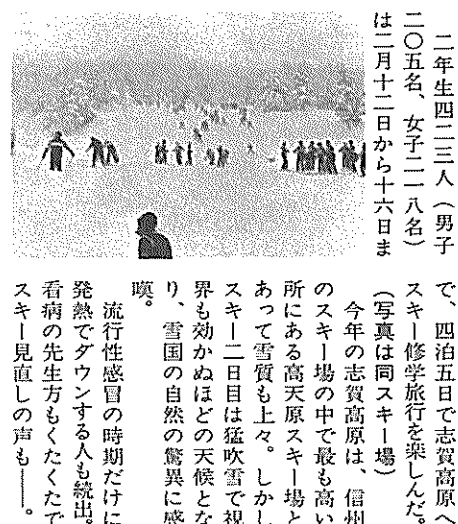 二年生四二三人（男子
二〇五名、女子二一八名）
は二月十二日から十六日ま
で、四泊五日で志賀高原へ
スキー修学旅行を楽しんだ。
（写真は同スキー場）
今年の志賀高原は、信州
のスキー場の中で最も高い
所にある高天原スキー場と
あって雪質も上々。しかし
スキー二日目は猛吹雪で視
界も効かぬほどの天候とな
り、雪国の自然の驚異に感
嘆。
流行性感冒の時期だけに
発熱でダウンする人も続出。
看病の先生方もくたくたで
スキー見直しの声も――。